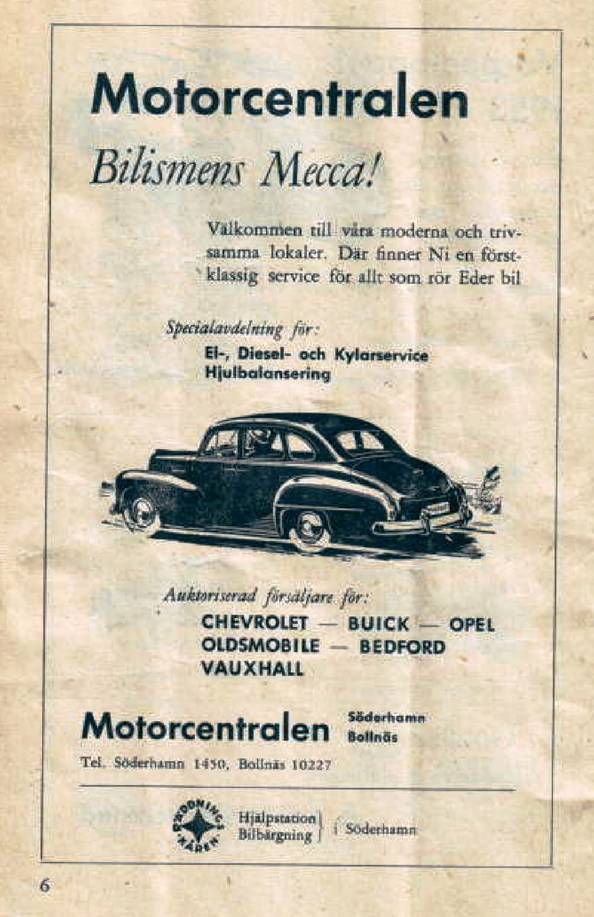 Motorcentralen
Bilismens Mecca!
Välkommen till våra moderna och triv-
samma lokaler. Där finner Ni en först-
klassig service för allt som rör Eder bil
Specialavdelning för:
El-, Diesel- och Kylarservice
Hjulbalansering
Auktoriserad försäljare för:
CHEVROLET — BUICK — OPEL
OLDSMOBILE — BEDFORD
VAUXHALL
Motorcentralen Söderhamn
Bollnäs
Tel. Söderhamn 1450, Bollnäs 10227
RÄDDNINGS
KÅREN
Hjälpstation
Bilbärgning } i Söderhamn
6